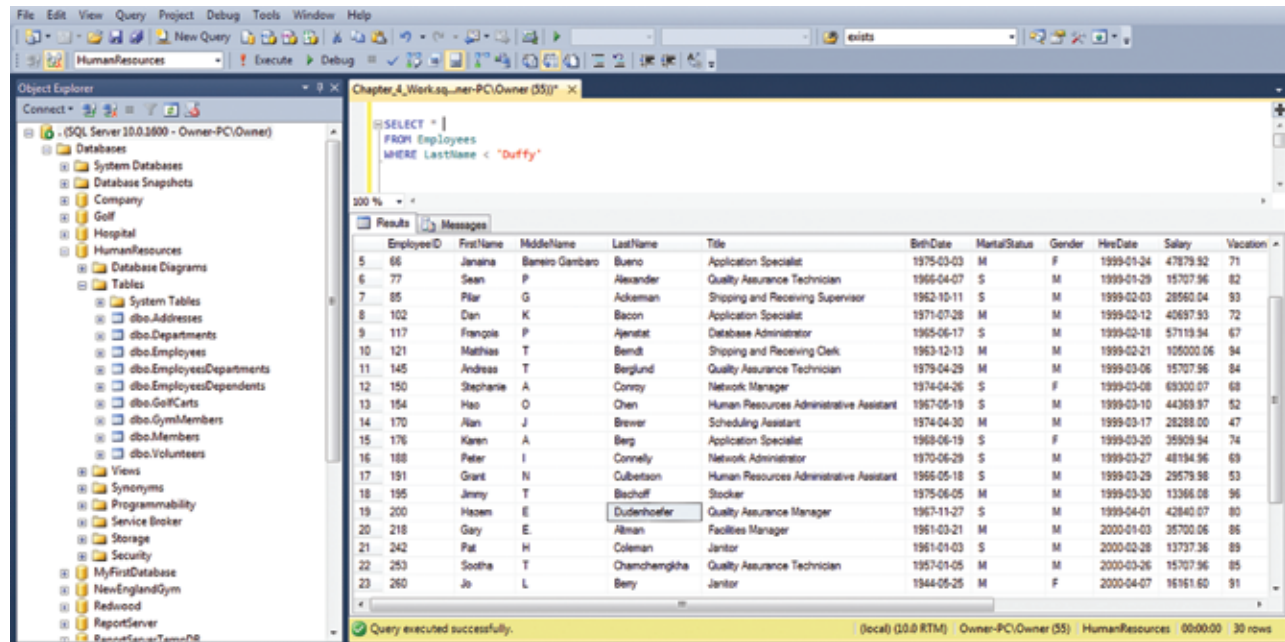 File Edit View Query Project Debug Tools Window Help
New Query exists
HumanResources Execute Debug
Object Explorer
Connect
. (SQL Server 10.0.1600 - Owner-PC\Owner)
Databases
System Databases
Database Snapshots
Company
Golf
Hospital
HumanResources
Database Diagrams
Tables
System Tables
dbo.Addresses
dbo.Departments
dbo.Employees
dbo.EmployeesDepartments
dbo.EmployeesDependents
dbo.GolfCarts
dbo.GymMembers
dbo.Members
dbo.Volunteers
Views
Synonyms
Programmability
Service Broker
Storage
Security
MyFirstDatabase
NewEnglandGym
Redwood
ReportServer
ReportServerTempDB
Chapter_4_Work.sq...ner-PC\Owner (55))*
SELECT *
FROM Employees
WHERE LastName < 'Duffy'
100 %
Results Messages
EmployeeID FirstName MiddleName LastName Title BirthDate MaritalStatus Gender HireDate Salary Vacation
5 66 Janaina Barreiro Gambaro Bueno Application Specialist 1975-03-03 M F 1999-01-24 47879.92 71
6 77 Sean P Alexander Quality Assurance Technician 1966-04-07 S M 1999-01-29 15707.96 82
7 85 Pilar G Ackerman Shipping and Receiving Supervisor 1962-10-11 S M 1999-02-03 28560.04 93
8 102 Dan K Bacon Application Specialist 1971-07-28 M M 1999-02-12 40697.93 72
9 117 François P Ajenstat Database Administrator 1965-06-17 S M 1999-02-18 57119.94 67
10 121 Matthias T Berndt Shipping and Receiving Clerk 1963-12-13 M M 1999-02-21 105000.06 94
11 145 Andreas T Berglund Quality Assurance Technician 1979-04-29 M M 1999-03-06 15707.96 84
12 150 Stephanie A Conroy Network Manager 1974-04-26 S F 1999-03-08 69300.07 68
13 154 Hao O Chen Human Resources Administrative Assistant 1967-05-19 S M 1999-03-10 44369.97 52
14 170 Alan J Brewer Scheduling Assistant 1974-04-30 M M 1999-03-17 28288.00 47
15 176 Karen A Berg Application Specialist 1968-06-19 S F 1999-03-20 35909.94 74
16 188 Peter I Connelly Network Administrator 1970-06-29 S M 1999-03-27 48194.96 69
17 191 Grant N Culbertson Human Resources Administrative Assistant 1966-05-18 S M 1999-03-29 29579.98 53
18 195 Jimmy T Bischoff Stocker 1975-06-05 M M 1999-03-30 13366.08 96
19 200 Hazem E Dudenhoefer Quality Assurance Manager 1967-11-27 S M 1999-04-01 42840.07 80
20 218 Gary E. Altman Facilities Manager 1961-03-21 M M 2000-01-03 35700.06 86
21 242 Pat H Coleman Janitor 1961-01-03 S M 2000-02-28 13737.36 89
22 253 Sootha T Charncherngkha Quality Assurance Technician 1957-01-05 M M 2000-03-26 15707.96 85
23 260 Jo L Berry Janitor 1944-05-25 M F 2000-04-07 16161.60 91
Query executed successfully. (local) (10.0 RTM) Owner-PC\Owner (55) HumanResources 00:00:00 30 rows